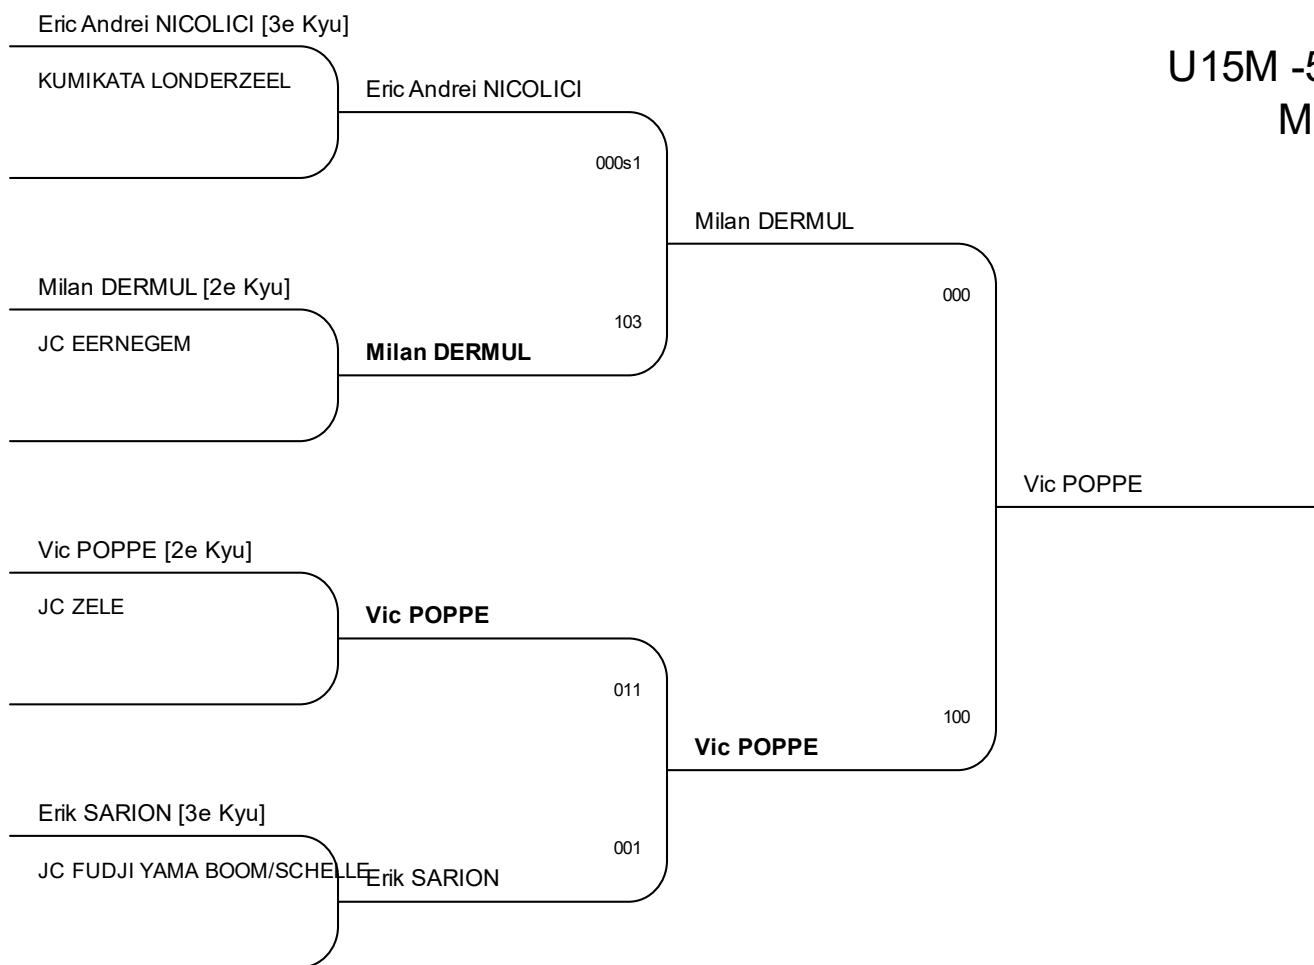 Eric Andrei NICOLICI [3e Kyu]
KUMIKATA LONDERZEEL
Eric Andrei NICOLICI
U15M -5
M
000s1
Milan DERMUL
Milan DERMUL [2e Kyu]
000
103
JC EERNEGEM
Milan DERMUL
Vic POPPE
Vic POPPE [2e Kyu]
JC ZELE
Vic POPPE
011
100
Vic POPPE
Erik SARION [3e Kyu]
001
JC FUDJI YAMA BOOM/SCHELLE
Erik SARION